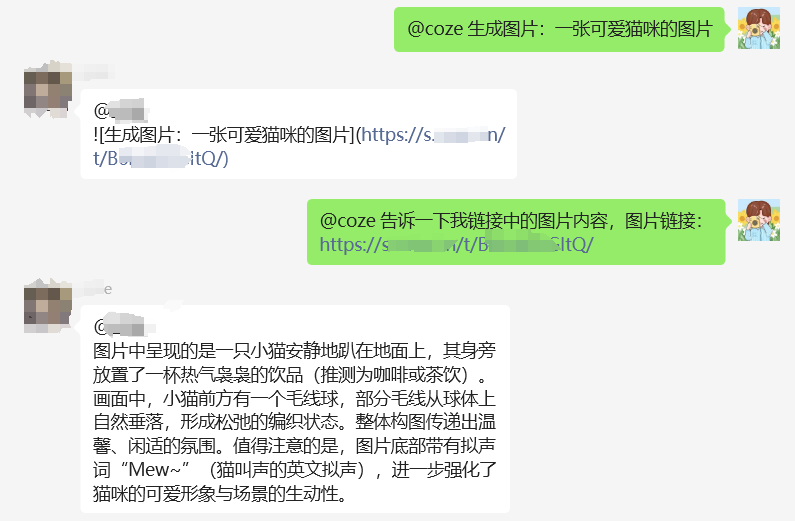 @coze 生成图片：一张可爱猫咪的图片
@
![生成图片：一张可爱猫咪的图片](https://s. n/
t/B itQ/)
@coze 告诉一下我链接中的图片内容，图片链接：
https://s n/t/B GItQ/
e
@
图片中呈现的是一只小猫安静地趴在地面上，其身旁
放置了一杯热气袅袅的饮品（推测为咖啡或茶饮）。
画面中，小猫前方有一个毛线球，部分毛线从球体上
自然垂落，形成松弛的编织状态。整体构图传递出温
馨、闲适的氛围。值得注意的是，图片底部带有拟声
词“Mew~”（猫叫声的英文拟声），进一步强化了
猫咪的可爱形象与场景的生动性。